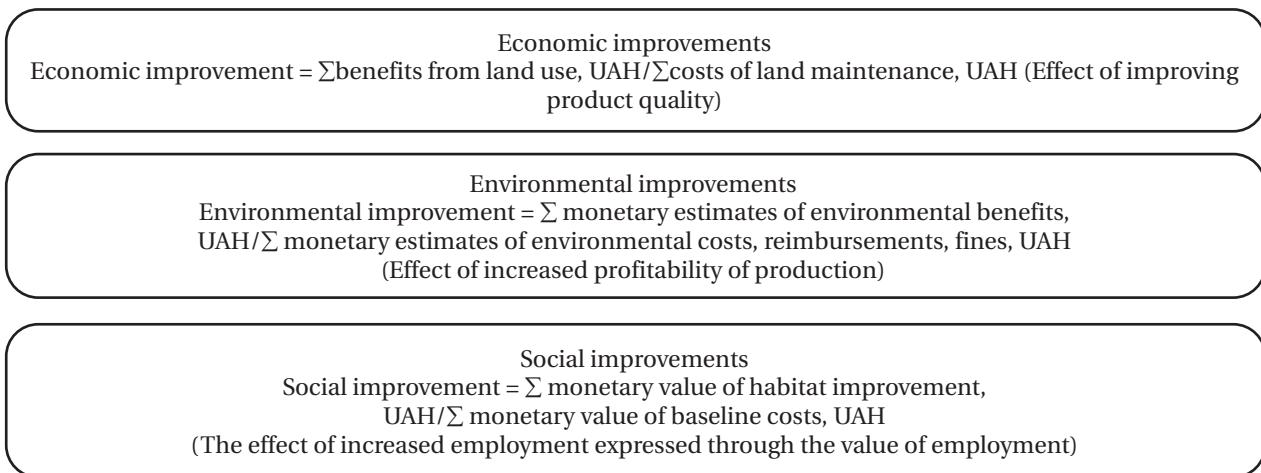 Economic improvements
Economic improvement = ∑benefits from land use, UAH/∑costs of land maintenance, UAH (Effect of improving
product quality)
Environmental improvements
Environmental improvement = ∑ monetary estimates of environmental benefits,
UAH/∑ monetary estimates of environmental costs, reimbursements, fines, UAH
(Effect of increased profitability of production)
Social improvements
Social improvement = ∑ monetary value of habitat improvement,
UAH/∑ monetary value of baseline costs, UAH
(The effect of increased employment expressed through the value of employment)